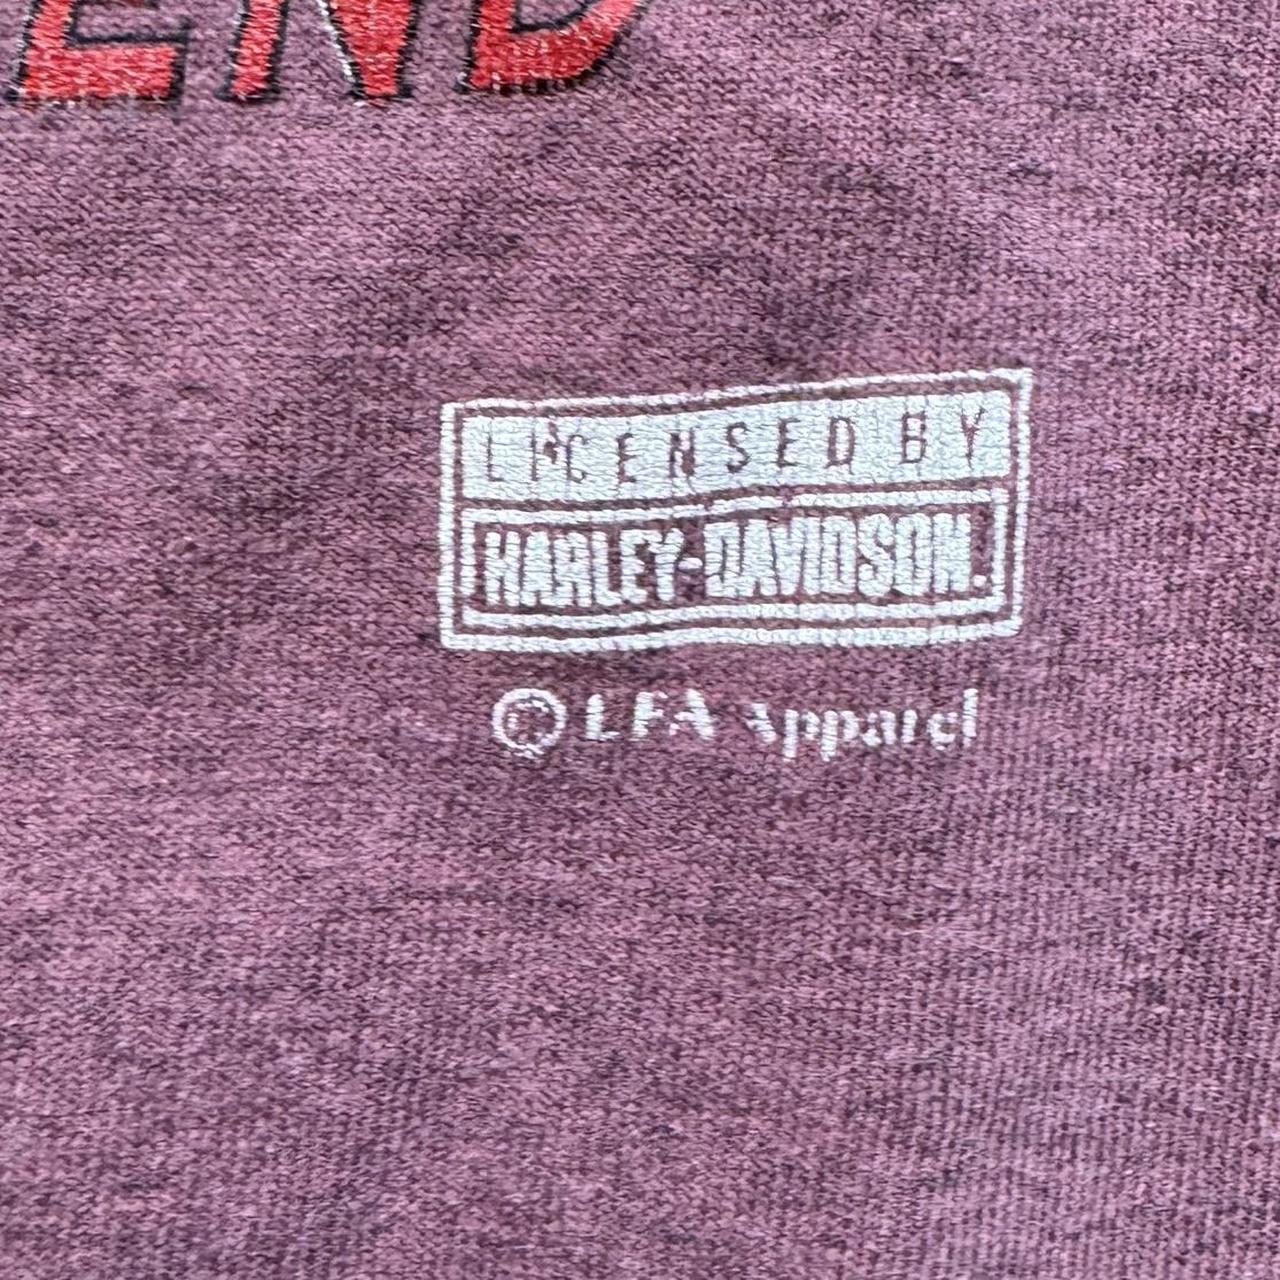 END
LICENSED BY
HARLEY-DAVIDSON.
© LFA Apparel